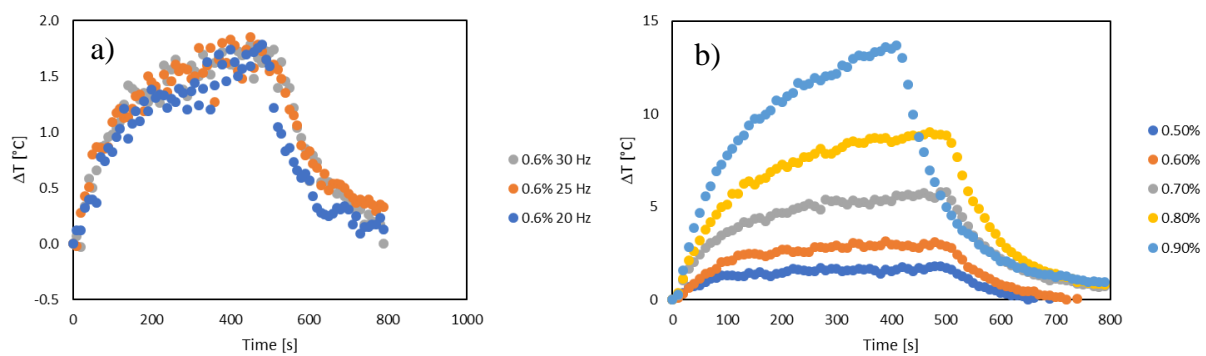 a)
2.0
1.5
1.0
0.5
0.0
-0.5
ΔT [°C]
0 200 400 600 800 1000
Time [s]
0.6% 30 Hz
0.6% 25 Hz
0.6% 20 Hz
b)
15
10
5
0
ΔT [°C]
0 100 200 300 400 500 600 700 800
Time [s]
0.50%
0.60%
0.70%
0.80%
0.90%